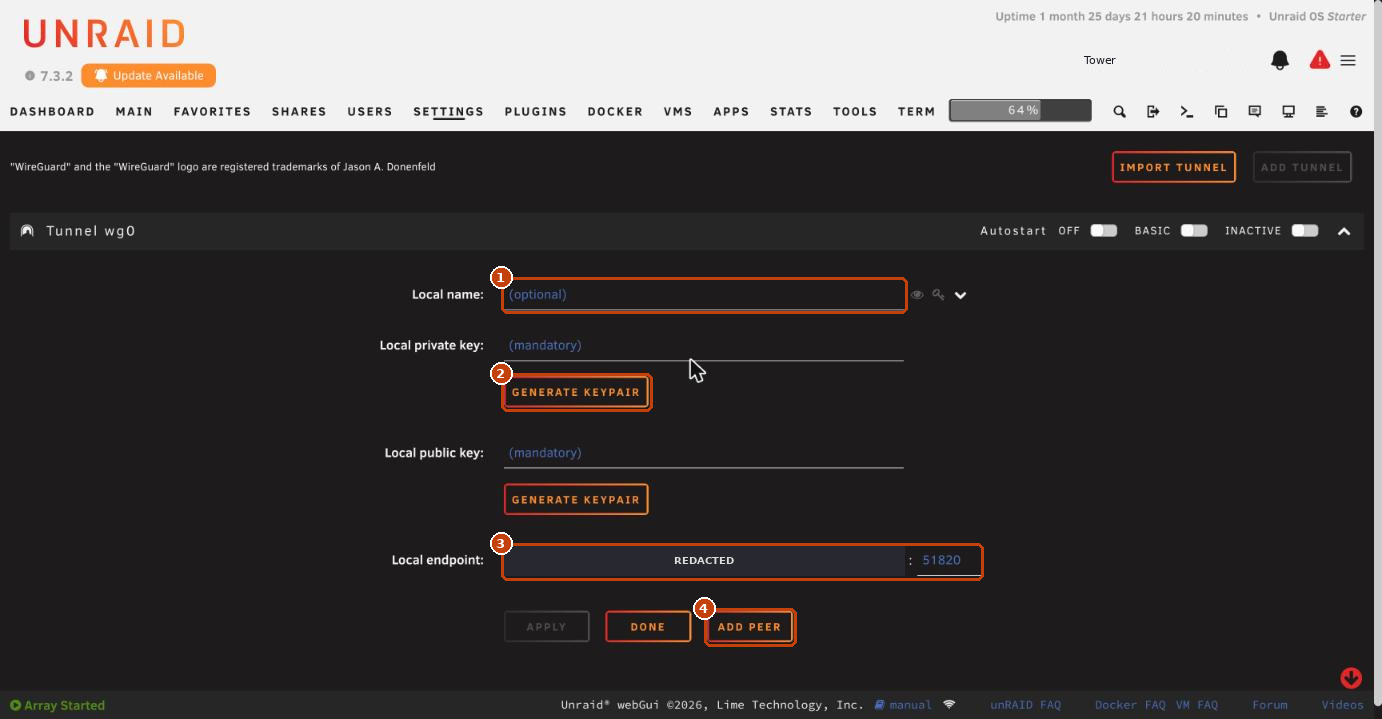 UNRAID
Uptime 1 month 25 days 21 hours 20 minutes • Unraid OS Starter
7.3.2 Update Available
Tower
DASHBOARD MAIN FAVORITES SHARES USERS SETTINGS PLUGINS DOCKER VMS APPS STATS TOOLS TERM 64%
"WireGuard" and the "WireGuard" logo are registered trademarks of Jason A. Donenfeld
IMPORT TUNNEL ADD TUNNEL
Tunnel wg0 Autostart OFF BASIC INACTIVE
1
Local name: (optional)
Local private key: (mandatory)
2
GENERATE KEYPAIR
Local public key: (mandatory)
GENERATE KEYPAIR
3
Local endpoint: REDACTED : 51820
4
APPLY DONE ADD PEER
Array Started Unraid® webGui ©2026, Lime Technology, Inc. manual unRAID FAQ Docker FAQ VM FAQ Forum Videos